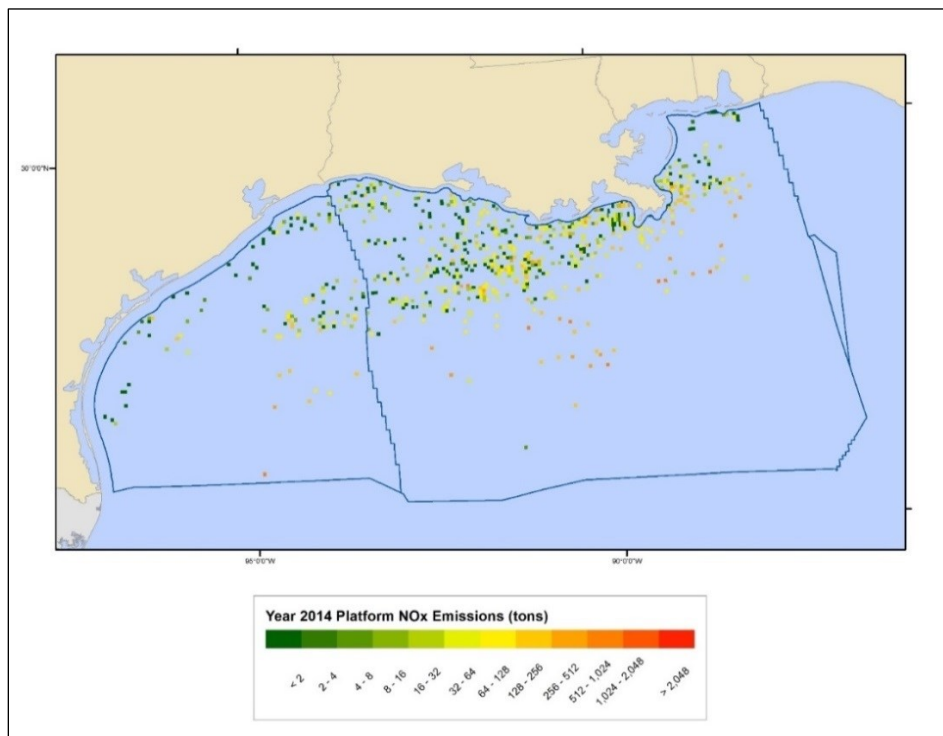 30°0'0"N
95°0'0"W 90°0'0"W
Year 2014 Platform NOx Emissions (tons)
< 2 2 - 4 4 - 8 8 - 16 16 - 32 32 - 64 64 - 128 128 - 256 256 - 512 512 - 1,024 1,024 - 2,048 > 2,048